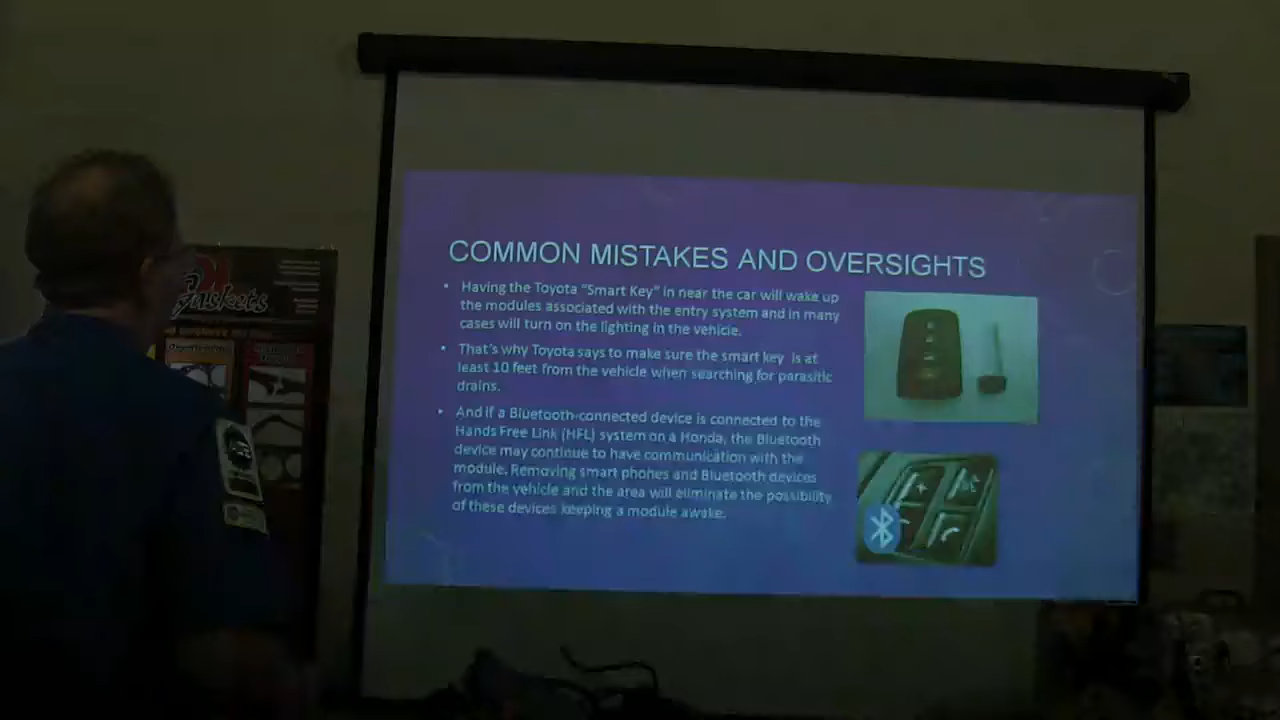 COMMON MISTAKES AND OVERSIGHTS
• Having the Toyota "Smart Key" in near the car will wake up
the modules associated with the entry system and in many
cases will turn on the lighting in the vehicle.
• That's why Toyota says to make sure the smart key is at
least 10 feet from the vehicle when searching for parasitic
drains.
• And if a Bluetooth-connected device is connected to the
Hands Free Link (HFL) system on a Honda, the Bluetooth
device may continue to have communication with the
module. Removing smart phones and Bluetooth devices
from the vehicle and the area will eliminate the possibility
of these devices keeping a module awake.
Gaskets